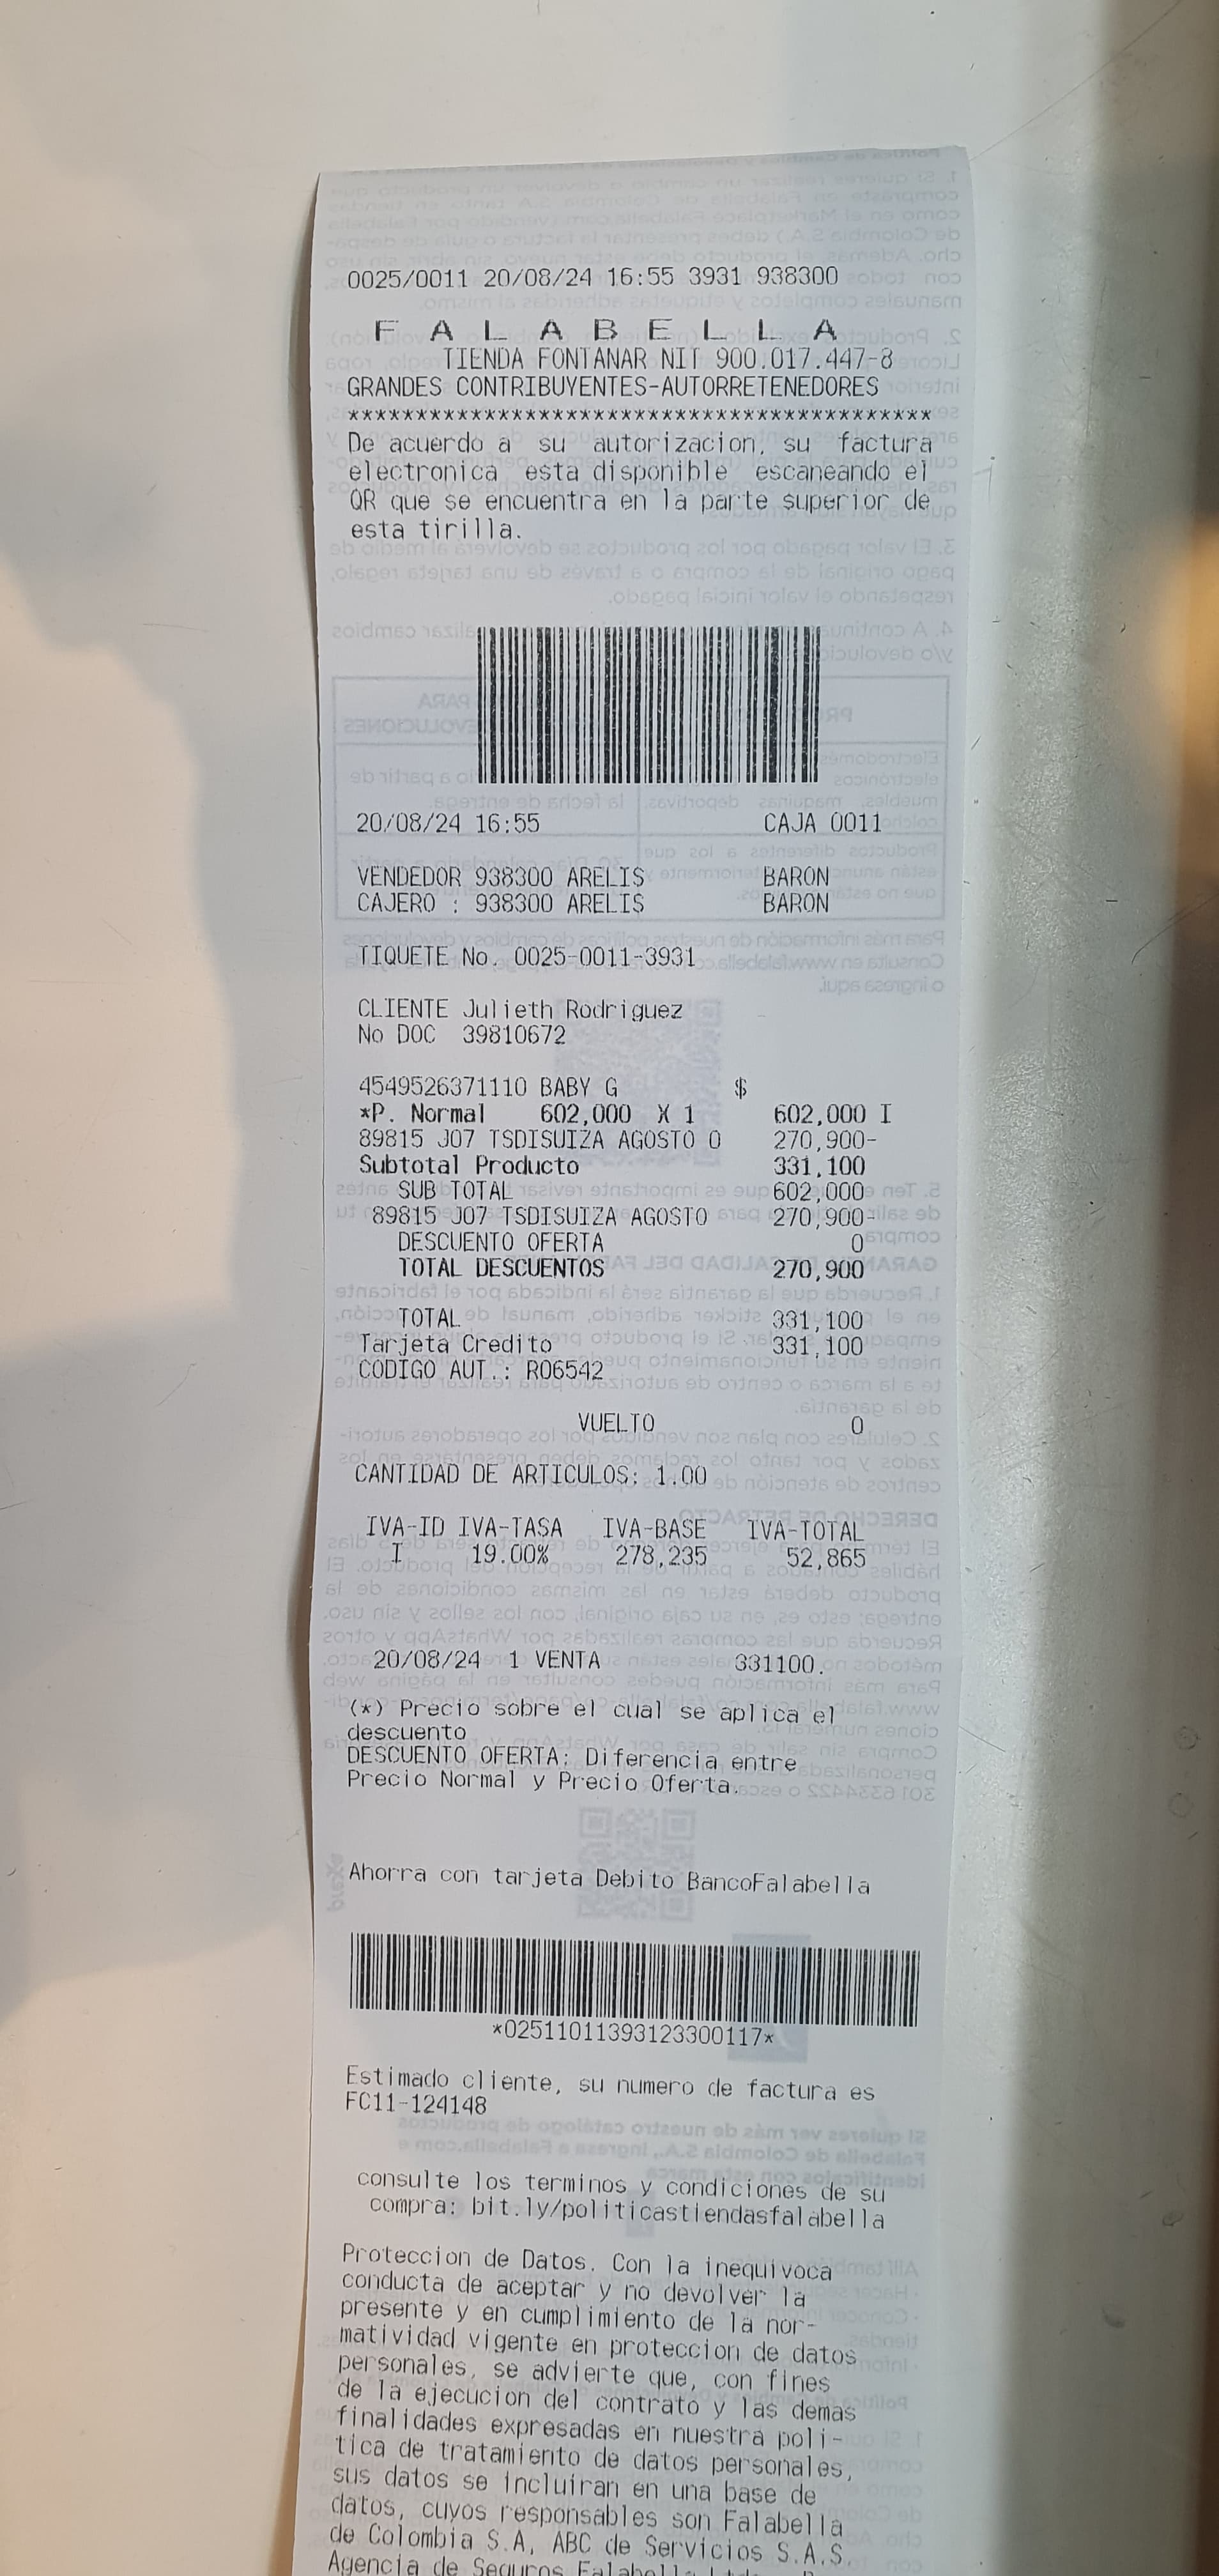 0025/0011 20/08/24 16:55 3931 938300
F A L A B E L L A
TIENDA FONTANAR NIT 900.017.447-8
GRANDES CONTRIBUYENTES-AUTORRETENEDORES
*******************************************
De acuerdo a su autorizacion, su factura
electronica esta disponible escaneando el
QR que se encuentra en la parte superior de
esta tirilla.
20/08/24 16:55 CAJA 0011
VENDEDOR 938300 ARELIS BARON
CAJERO : 938300 ARELIS BARON
TIQUETE No. 0025-0011-3931
CLIENTE Julieth Rodriguez
No DOC 39810672
4549526371110 BABY G $
*P. Normal 602,000 X 1 602,000 I
89815 J07 TSDISUIZA AGOSTO 0 270,900-
Subtotal Producto 331,100
SUB TOTAL 602,000
89815 J07 TSDISUIZA AGOSTO 270,900-
DESCUENTO OFERTA 0
TOTAL DESCUENTOS 270,900
TOTAL 331,100
Tarjeta Credito 331,100
CODIGO AUT.: R06542
VUELTO 0
CANTIDAD DE ARTICULOS: 1.00
IVA-ID IVA-TASA IVA-BASE IVA-TOTAL
I 19.00% 278,235 52,865
20/08/24 1 VENTA 331100.
(*) Precio sobre el cual se aplica el
descuento
DESCUENTO OFERTA: Diferencia entre
Precio Normal y Precio Oferta.
Ahorra con tarjeta Debito BancoFalabella
*02511011393123300117*
Estimado cliente, su numero de factura es
FC11-124148
consulte los terminos y condiciones de su
compra: bit.ly/politicastiendasfalabella
Proteccion de Datos. Con la inequivoca
conducta de aceptar y no devolver la
presente y en cumplimiento de la nor-
matividad vigente en proteccion de datos
personales, se advierte que, con fines
de la ejecucion del contrato y las demas
finalidades expresadas en nuestra poli-
tica de tratamiento de datos personales,
sus datos se incluiran en una base de
datos, cuyos responsables son Falabella
de Colombia S.A, ABC de Servicios S.A.S,
Agencia de Seguros Falabella